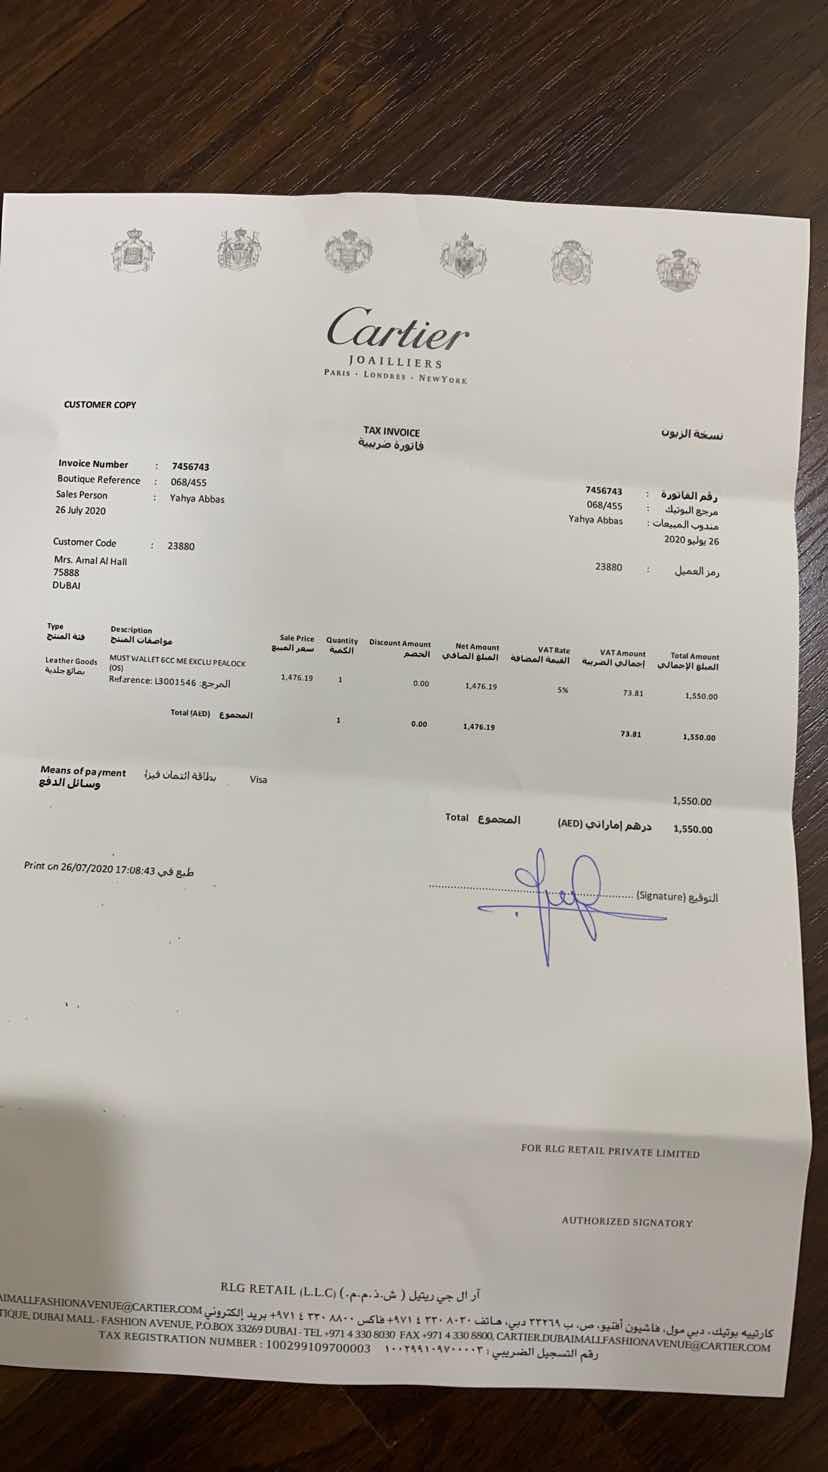 Cartier
JOAILLIERS
PARIS - LONDRES - NEWYORK
CUSTOMER COPY
نسخة الزبون
TAX INVOICE
فاتورة ضريبية
Invoice Number : 7456743
Boutique Reference : 068/455
Sales Person : Yahya Abbas
26 July 2020
رقم الفاتورة : 7456743
مرجع البوتيك : 068/455
مندوب المبيعات : Yahya Abbas
26 يوليو 2020
Customer Code : 23880
Mrs. Amal Al Hall
75888
DUBAI
رمز العميل : 23880
Type Description Sale Price Quantity Discount Amount Net Amount VAT Rate VAT Amount Total Amount
فئة المنتج مواصفات المنتج سعر المبيع الكمية الخصم المبلغ الصافي القيمة المضافة إجمالي الضريبة المبلغ الإجمالي
Leather Goods MUST WALLET 6CC ME EXCLU PEALOCK 1,476.19 1 0.00 1,476.19 5% 73.81 1,550.00
بضائع جلدية (OS)
Reference: L3001546 المرجع:
Total (AED) المجموع 1 0.00 1,476.19 73.81 1,550.00
Means of payment بطاقة ائتمان فيزا Visa
وسائل الدفع
1,550.00
Total المجموع درهم إماراتي (AED) 1,550.00
Print on 26/07/2020 17:08:43 طبع في
التوقيع (Signature)
FOR RLG RETAIL PRIVATE LIMITED
AUTHORIZED SIGNATORY
RLG RETAIL (L.L.C) آر ال جي ريتيل ( ش.ذ.م.م.)
كارتييه بوتيك، دبي مول، فاشيون أفنيو، ص. ب ٣٣٢٦٩ دبي، هاتف ٨٠٣٠ ٣٣٠ ٤ ٩٧١+ فاكس ٨٨٠٠ ٣٣٠ ٤ ٩٧١+ بريد إلكتروني AIMALLFASHIONAVENUE@CARTIER.COM
TIQUE, DUBAI MALL - FASHION AVENUE, P.O.BOX 33269 DUBAI - TEL +971 4 330 8030 FAX +971 4 330 8800, CARTIER.DUBAIMALLFASHIONAVENUE@CARTIER.COM
TAX REGISTRATION NUMBER : 100299109700003 رقم التسجيل الضريبي : ١٠٠٢٩٩١٠٩٧٠٠٠٠٣